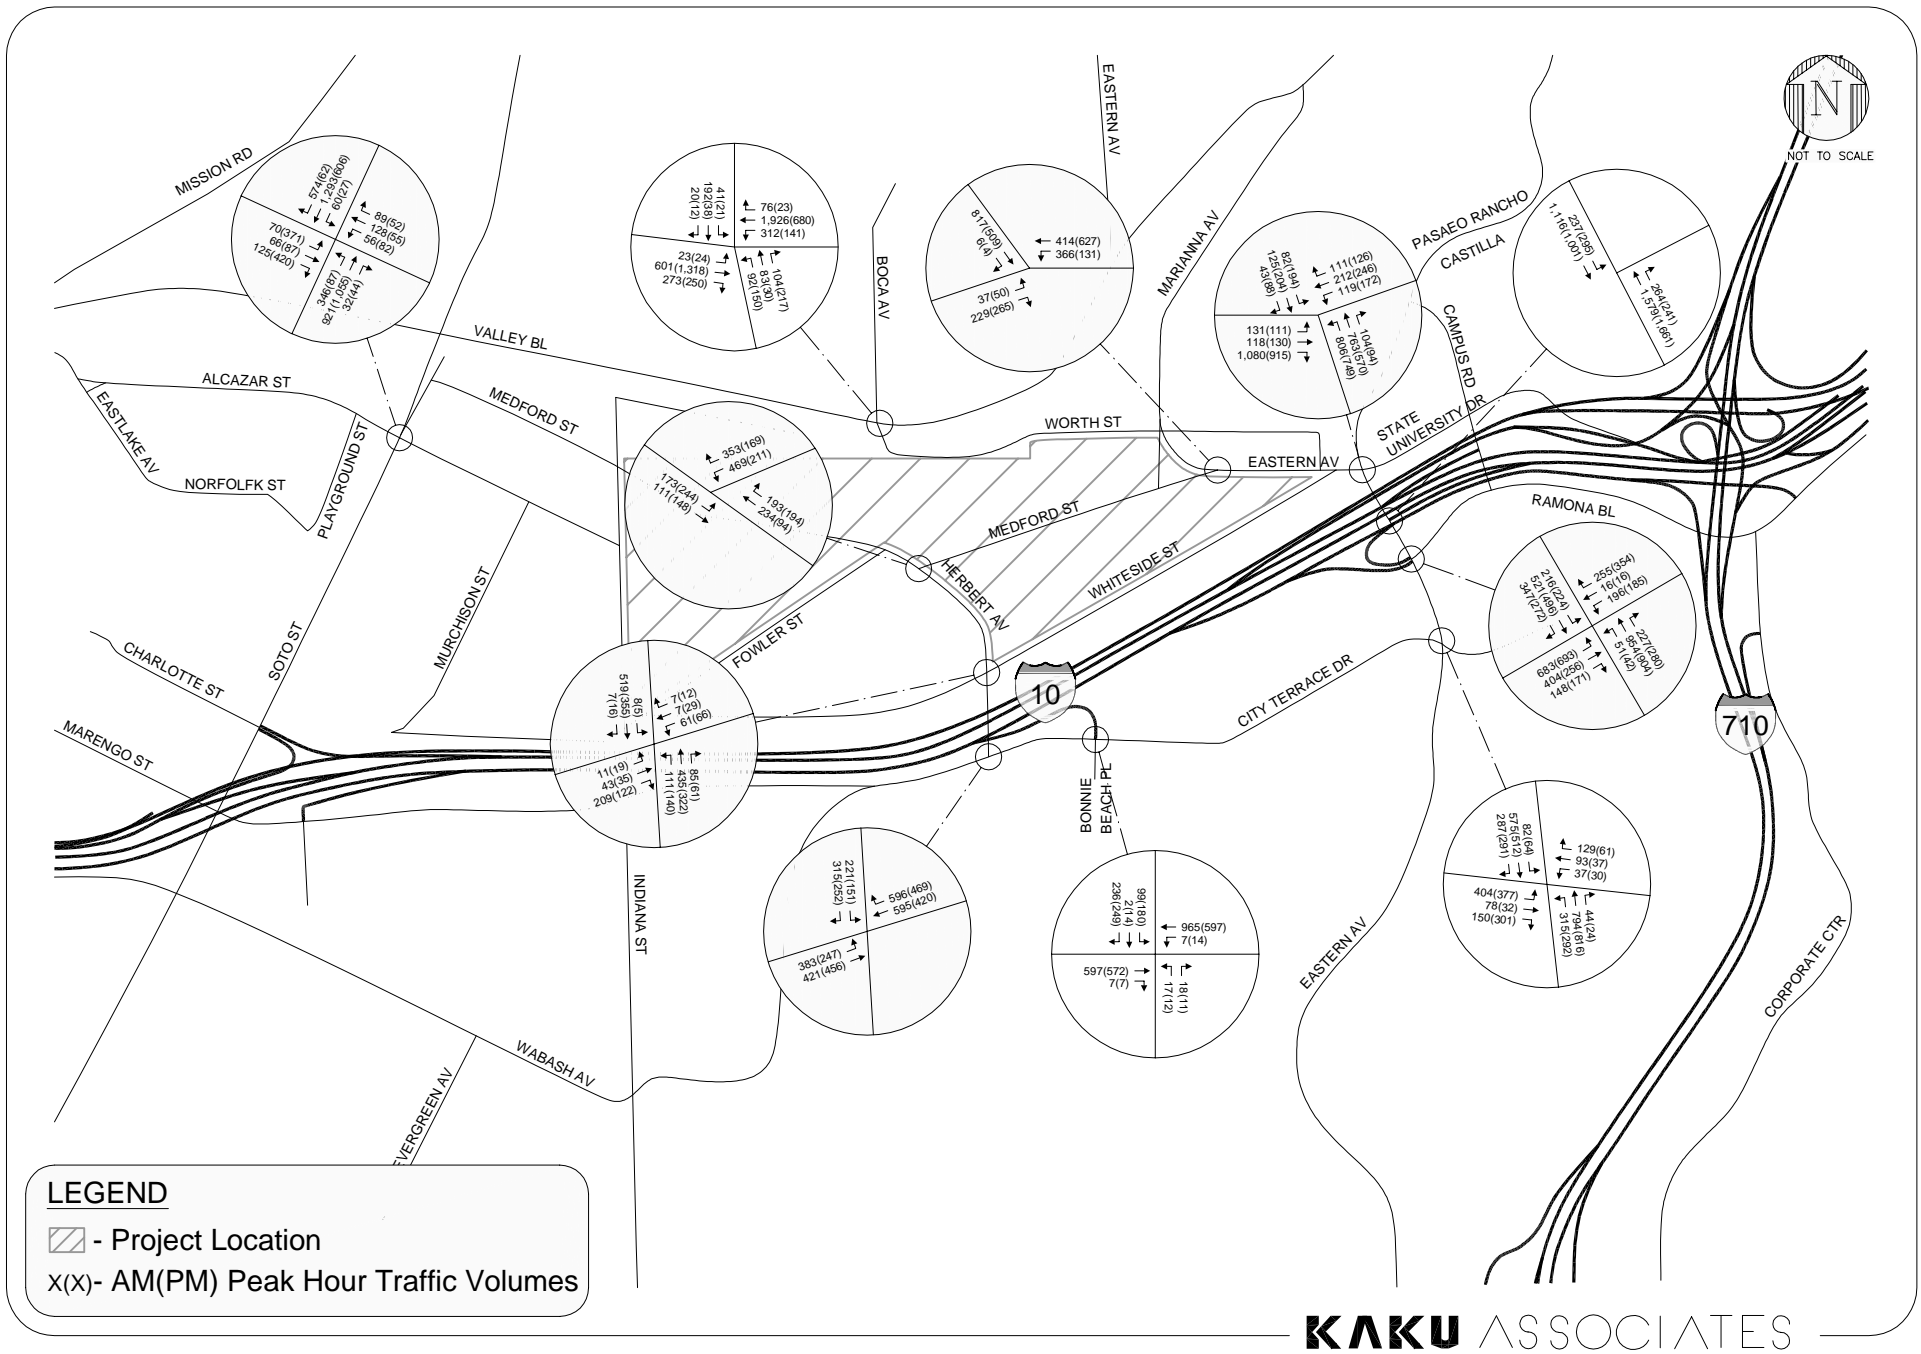 MISSION RD
574(62)
1,293(606)
60(27)
89(52)
128(55)
56(82)
70(371)
66(87)
125(420)
346(87)
921(1,055)
32(44)
41(21)
192(38)
20(12)
76(23)
1,926(680)
312(141)
23(24)
601(1,318)
273(250)
104(217)
83(30)
92(150)
EASTERN AV
BOCA AV
817(509)
6(4)
414(627)
366(131)
37(50)
229(265)
MARIANNA AV
82(194)
125(204)
43(88)
111(126)
212(246)
119(172)
131(111)
118(130)
1,080(915)
104(94)
763(570)
806(749)
PASAEO RANCHO
CASTILLA
237(295)
1,116(1,001)
264(241)
1,579(1,661)
N
NOT TO SCALE
CAMPUS RD
VALLEY BL
ALCAZAR ST
EASTLAKE AV
NORFOLFK ST
PLAYGROUND ST
MEDFORD ST
353(169)
469(211)
173(244)
111(148)
193(194)
234(94)
WORTH ST
EASTERN AV
STATE
UNIVERSITY DR
MEDFORD ST
WHITESIDE ST
HERBERT AV
FOWLER ST
RAMONA BL
255(354)
16(16)
196(185)
216(224)
521(496)
347(272)
683(693)
404(256)
148(171)
227(280)
954(904)
51(42)
SOTO ST
MURCHISON ST
CHARLOTTE ST
MARENGO ST
8(5)
519(355)
7(16)
7(12)
7(29)
61(66)
11(19)
43(35)
209(122)
85(61)
435(322)
111(140)
10
710
CITY TERRACE DR
BONNIE
BEACH PL
INDIANA ST
221(151)
315(252)
596(469)
595(420)
383(247)
421(456)
99(180)
2(14)
236(249)
965(597)
7(14)
597(572)
7(7)
18(11)
17(12)
82(64)
575(512)
287(291)
129(61)
93(37)
37(30)
404(377)
78(32)
150(301)
44(24)
794(816)
315(292)
EASTERN AV
CORPORATE CTR
WABASH AV
EVERGREEN AV
LEGEND
- Project Location
X(X)- AM(PM) Peak Hour Traffic Volumes
KAKU ASSOCIATES